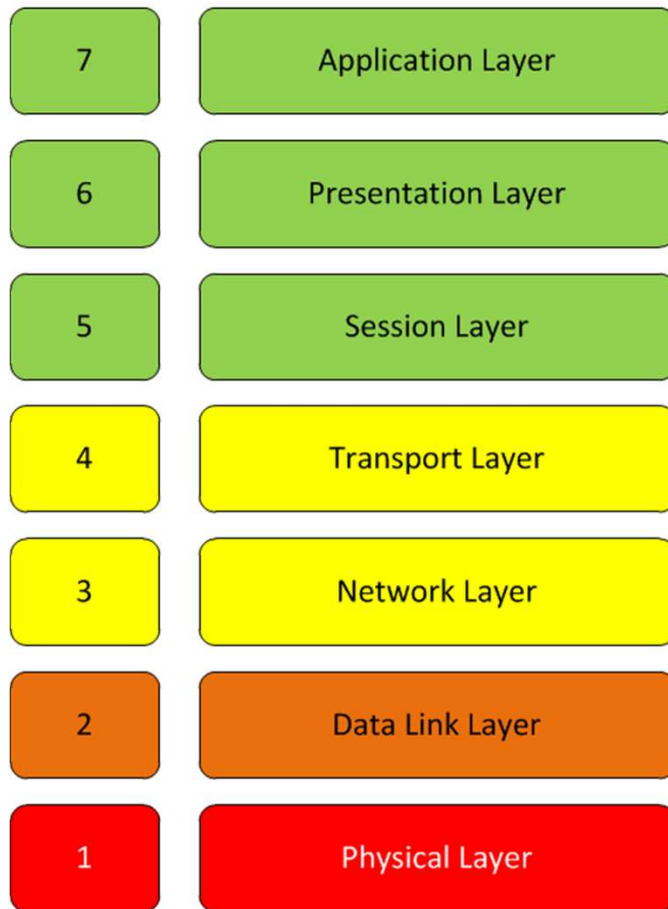 7 Application Layer
6 Presentation Layer
5 Session Layer
4 Transport Layer
3 Network Layer
2 Data Link Layer
1 Physical Layer